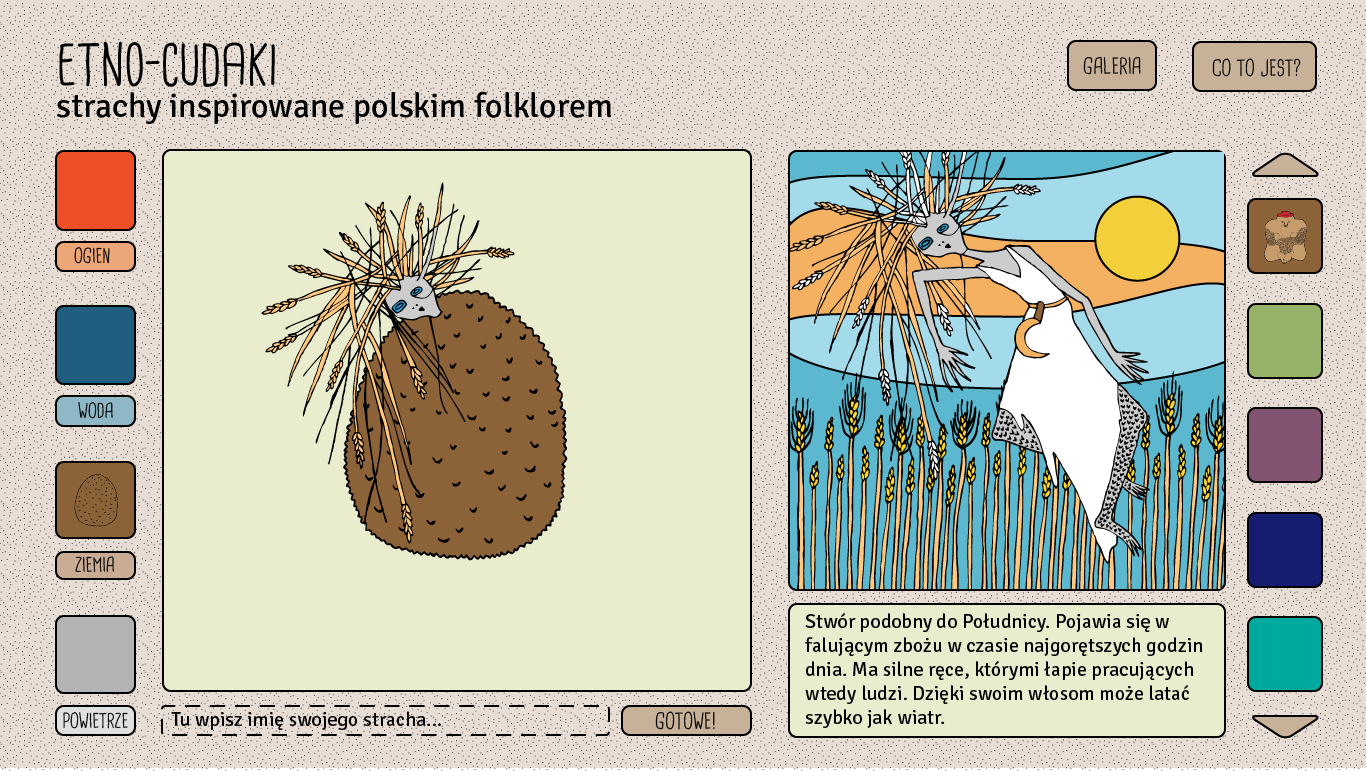 ETNO-CUDAKI
strachy inspirowane polskim folklorem
GALERIA
CO TO JEST?
OGIEN
WODA
ZIEMIA
POWIETRZE
Tu wpisz imię swojego stracha...
GOTOWE!
Stwór podobny do Południcy. Pojawia się w
falującym zbożu w czasie najgorętszych godzin
dnia. Ma silne ręce, którymi łapie pracujących
wtedy ludzi. Dzięki swoim włosom może latać
szybko jak wiatr.